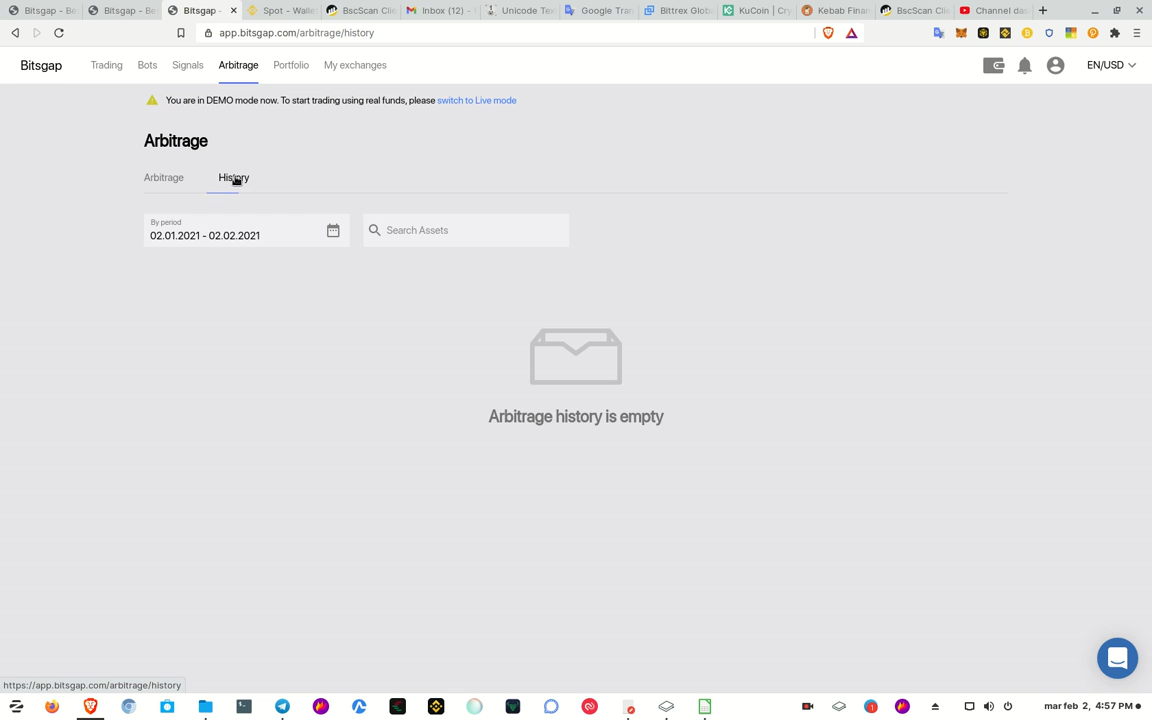 Bitsgap - Be
Bitsgap - Be
Bitsgap -
Spot - Walle
BscScan Clie
Inbox (12) -
Unicode Tex
Google Tra
Bittrex Glob
KuCoin | Cry
Kebab Finan
BscScan Clie
Channel das
app.bitsgap.com/arbitrage/history
Bitsgap Trading Bots Signals Arbitrage Portfolio My exchanges EN/USD
You are in DEMO mode now. To start trading using real funds, please switch to Live mode
Arbitrage
Arbitrage History
By period
02.01.2021 - 02.02.2021
Search Assets
Arbitrage history is empty
https://app.bitsgap.com/arbitrage/history
mar feb 2, 4:57 PM